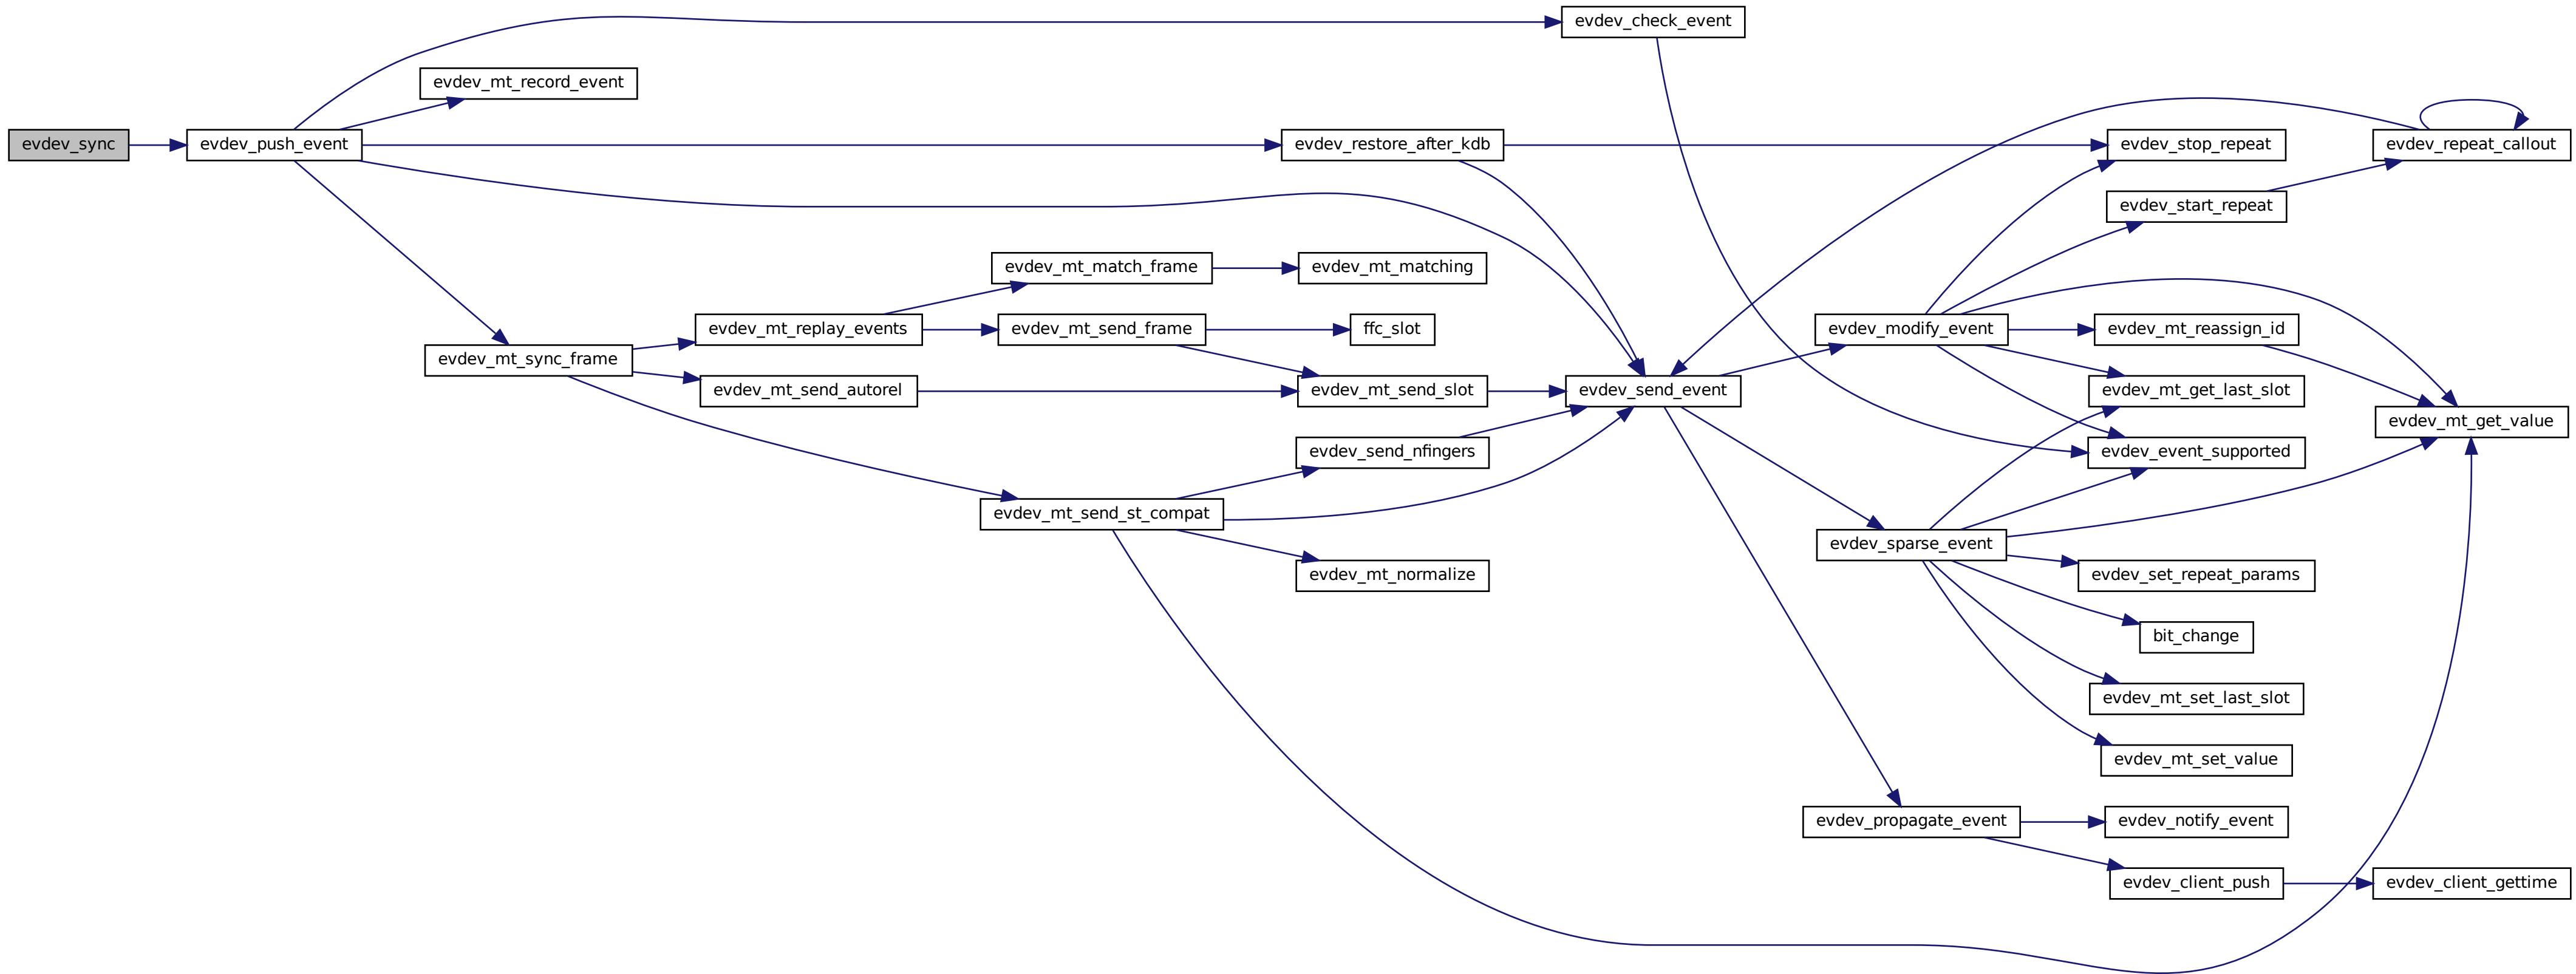 evdev_sync
evdev_push_event
evdev_check_event
evdev_mt_record_event
evdev_restore_after_kdb
evdev_stop_repeat
evdev_repeat_callout
evdev_start_repeat
evdev_mt_match_frame
evdev_mt_matching
evdev_mt_replay_events
evdev_mt_send_frame
ffc_slot
evdev_modify_event
evdev_mt_reassign_id
evdev_mt_sync_frame
evdev_mt_send_autorel
evdev_mt_send_slot
evdev_send_event
evdev_mt_get_last_slot
evdev_mt_get_value
evdev_send_nfingers
evdev_event_supported
evdev_mt_send_st_compat
evdev_sparse_event
evdev_mt_normalize
evdev_set_repeat_params
bit_change
evdev_mt_set_last_slot
evdev_mt_set_value
evdev_propagate_event
evdev_notify_event
evdev_client_push
evdev_client_gettime